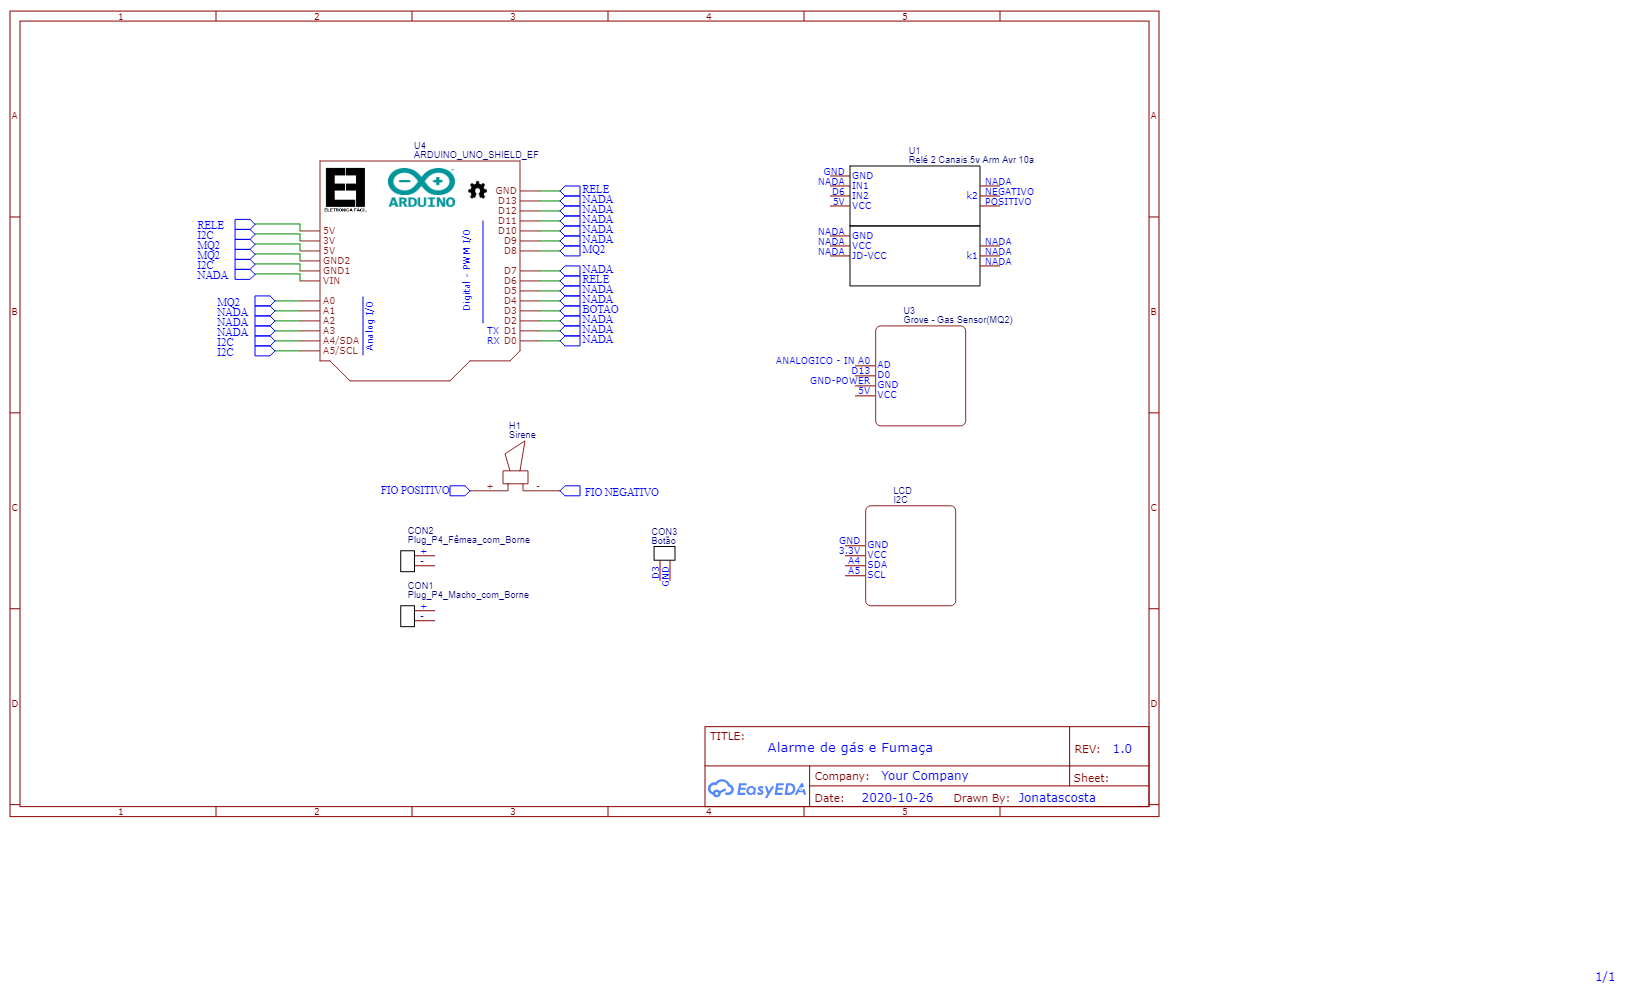 1 2 3 4 5
A A
B B
C C
D D
U4
ARDUINO_UNO_SHIELD_EF
ELETRONICA FACIL
ARDUINO
RELE 5V
I2C 3V
MQ2 5V
MQ2 GND2
I2C GND1
NADA VIN
MQ2 A0
NADA A1
NADA A2
NADA A3
I2C A4/SDA
I2C A5/SCL
Analog I/O
Digital - PWM I/O
GND RELE
D13 NADA
D12 NADA
D11 NADA
D10 NADA
D9 NADA
D8 MQ2
D7 NADA
D6 RELE
D5 NADA
D4 NADA
D3 BOTAO
D2 NADA
TX D1 NADA
RX D0 NADA
U1
Relé 2 Canais 5v Arm Avr 10a
GND GND
NADA IN1
D6 IN2
5V VCC
k2
NADA
NEGATIVO
POSITIVO
NADA GND
NADA VCC
NADA JD-VCC
k1
NADA
NADA
NADA
U3
Grove - Gas Sensor(MQ2)
ANALOGICO - IN A0 AD
D13 D0
GND-POWER GND
5V VCC
H1
Sirene
FIO POSITIVO + - FIO NEGATIVO
CON2
Plug_P4_Fêmea_com_Borne
+
-
CON1
Plug_P4_Macho_com_Borne
+
-
CON3
Botão
D3
GND
LCD
I2C
GND GND
3.3V VCC
A4 SDA
A5 SCL
TITLE:
Alarme de gás e Fumaça
REV: 1.0
EasyEDA
Company: Your Company
Sheet:
Date: 2020-10-26 Drawn By: Jonatascosta
1 2 3 4 5
1/1